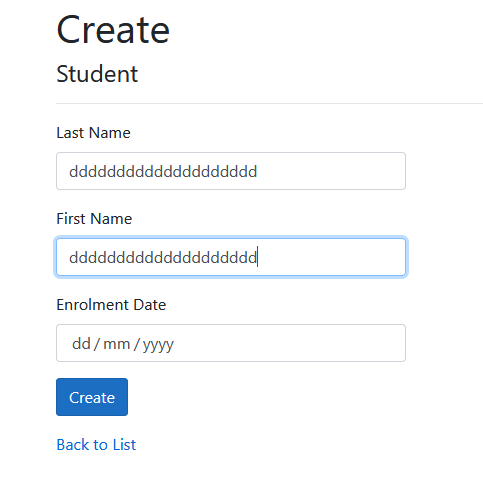 Create
Student
Last Name
dddddddddddddddddddd
First Name
dddddddddddddddddddd
Enrolment Date
dd/mm/yyyy
Create
Back to List